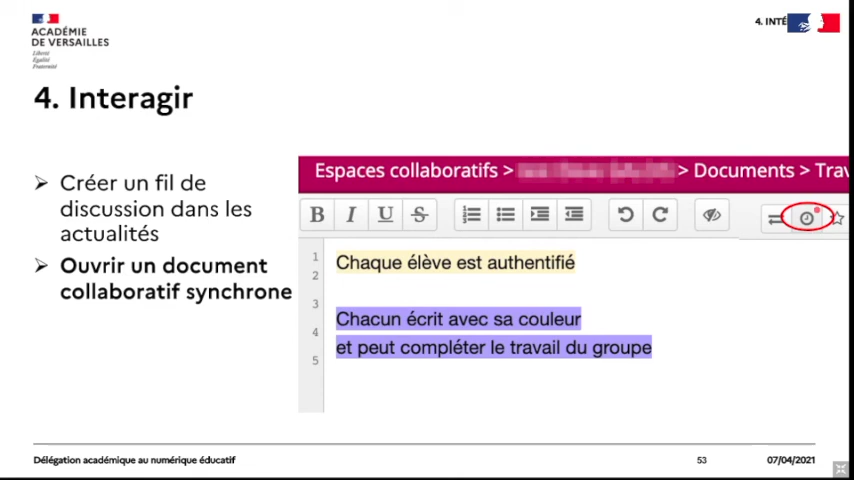 4. INTÉ
ACADÉMIE
DE VERSAILLES
Liberté
Égalité
Fraternité
4. Interagir
Créer un fil de
discussion dans les
actualités
Ouvrir un document
collaboratif synchrone
Espaces collaboratifs > > Documents > Trav
B I U S
1 Chaque élève est authentifié
2
3 Chacun écrit avec sa couleur
4 et peut compléter le travail du groupe
5
Délégation académique au numérique éducatif 53 07/04/2021